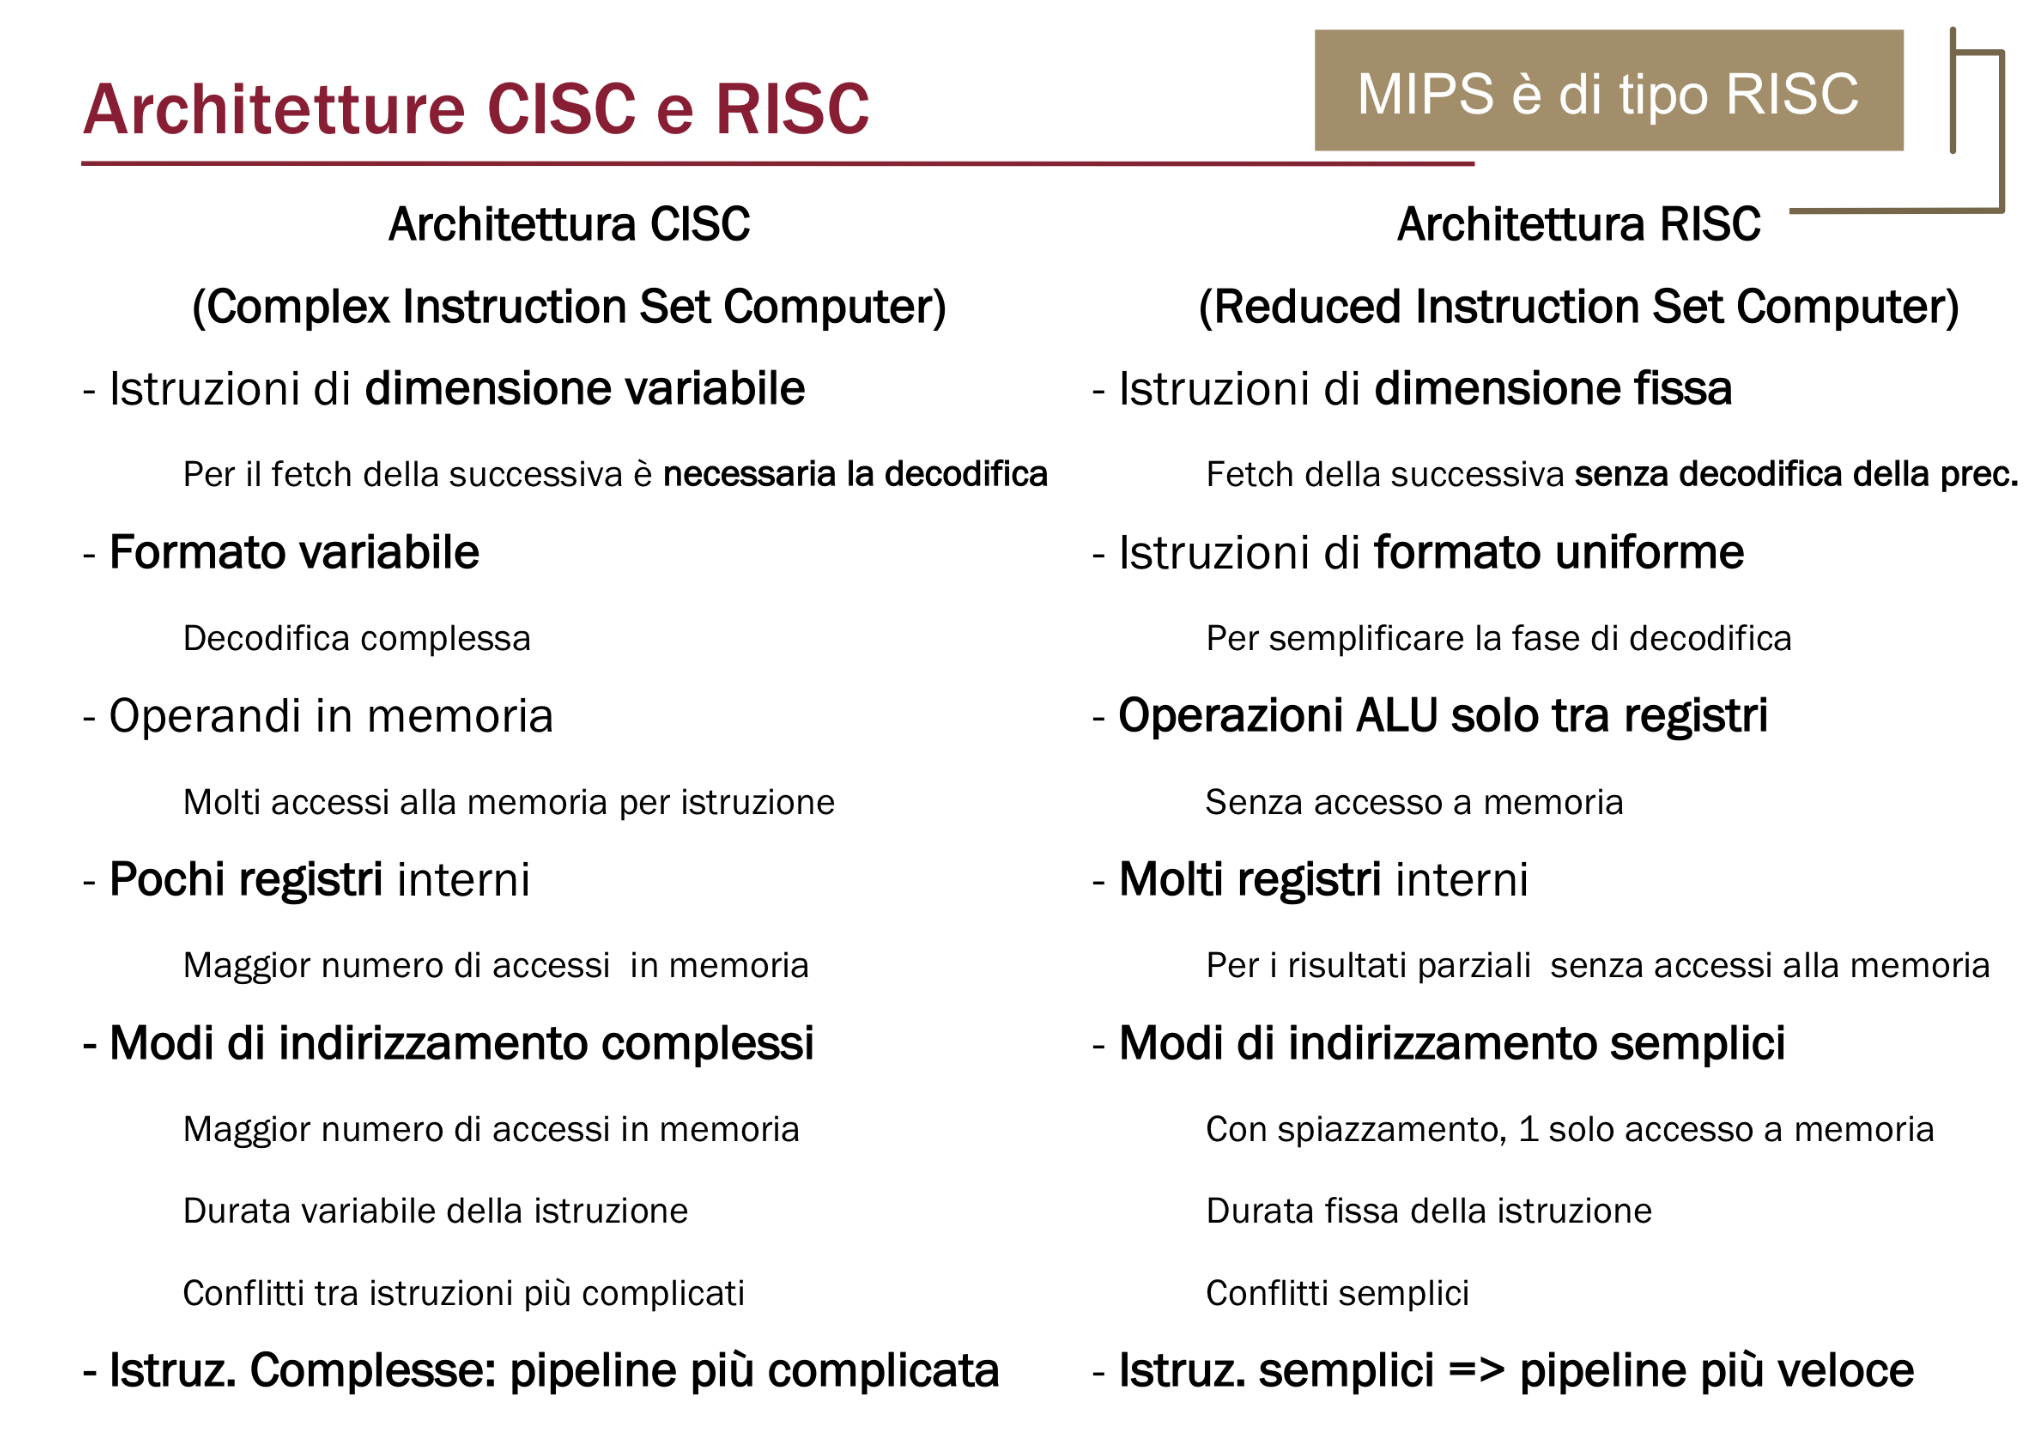 Architetture CISC e RISC
MIPS è di tipo RISC
Architettura CISC
(Complex Instruction Set Computer)
- Istruzioni di dimensione variabile
Per il fetch della successiva è necessaria la decodifica
- Formato variabile
Decodifica complessa
- Operandi in memoria
Molti accessi alla memoria per istruzione
- Pochi registri interni
Maggior numero di accessi  in memoria
- Modi di indirizzamento complessi
Maggior numero di accessi in memoria
Durata variabile della istruzione
Conflitti tra istruzioni più complicati
- Istruz. Complesse: pipeline più complicata
Architettura RISC
(Reduced Instruction Set Computer)
- Istruzioni di dimensione fissa
Fetch della successiva senza decodifica della prec.
- Istruzioni di formato uniforme
Per semplificare la fase di decodifica
- Operazioni ALU solo tra registri
Senza accesso a memoria
- Molti registri interni
Per i risultati parziali  senza accessi alla memoria
- Modi di indirizzamento semplici
Con spiazzamento, 1 solo accesso a memoria
Durata fissa della istruzione
Conflitti semplici
- Istruz. semplici => pipeline più veloce